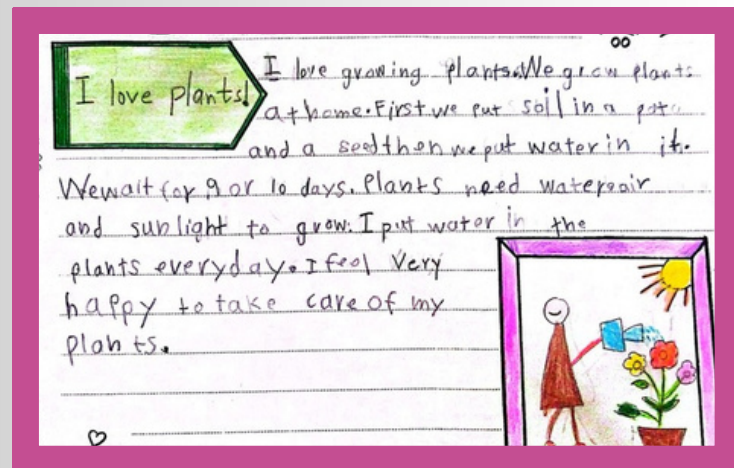 I love plants!
I love growing plants. We grow plants
at home. First we put soil in a pot
and a seed then we put water in it.
We wait for 9 or 10 days. Plants need water, air
and sunlight to grow. I put water in the
plants everyday. I feel very
happy to take care of my
plants.